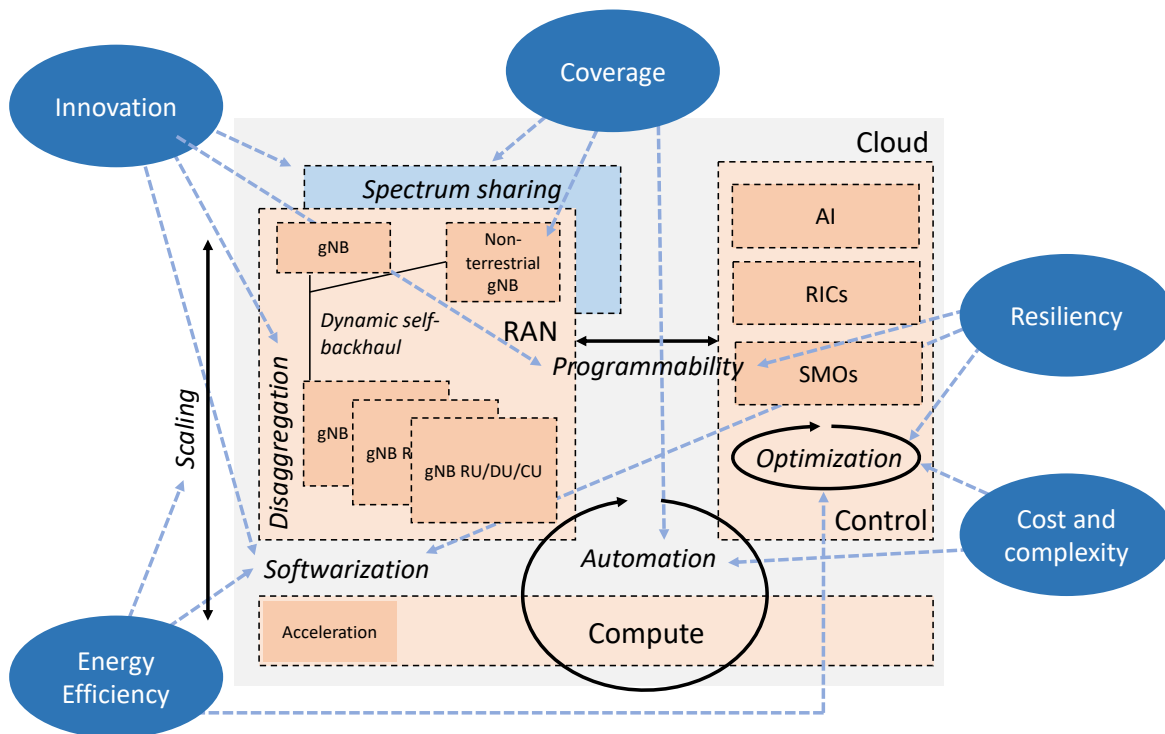 Innovation
Coverage
Cloud
Spectrum sharing
AI
gNB
Non-
terrestrial
gNB
RICs
Resiliency
Dynamic self-
backhaul
RAN
Programmability
SMOs
Scaling
Disaggregation
gNB
gNB R
gNB RU/DU/CU
Optimization
Control
Cost and
complexity
Softwarization
Automation
Acceleration
Compute
Energy
Efficiency